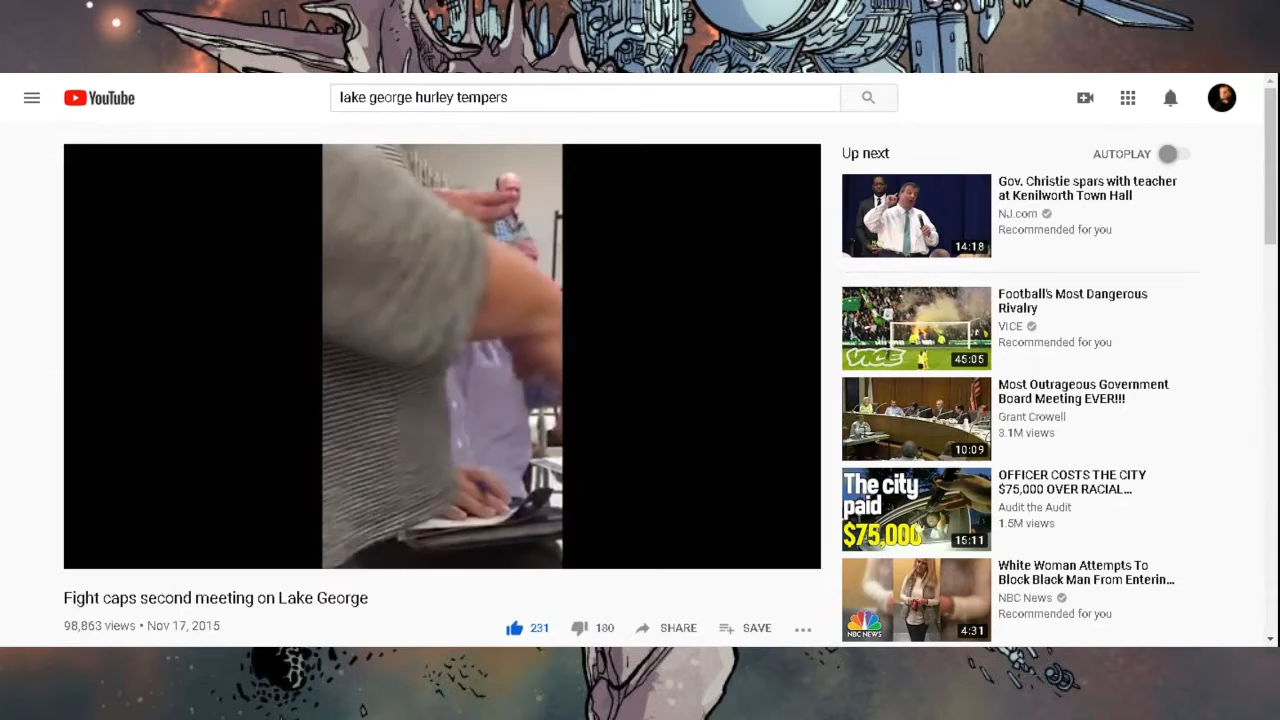 YouTube
lake george hurley tempers
Up next
AUTOPLAY
Gov. Christie spars with teacher
at Kenilworth Town Hall
NJ.com
Recommended for you
14:18
Football's Most Dangerous
Rivalry
VICE
Recommended for you
VICE
45:05
Most Outrageous Government
Board Meeting EVER!!!
Grant Crowell
3.1M views
10:09
OFFICER COSTS THE CITY
$75,000 OVER RACIAL...
Audit the Audit
1.5M views
The city
paid
$75,000
15:11
White Woman Attempts To
Block Black Man From Enterin...
NBC News
Recommended for you
NBC NEWS
4:31
Fight caps second meeting on Lake George
98,863 views • Nov 17, 2015
231
180
SHARE
SAVE